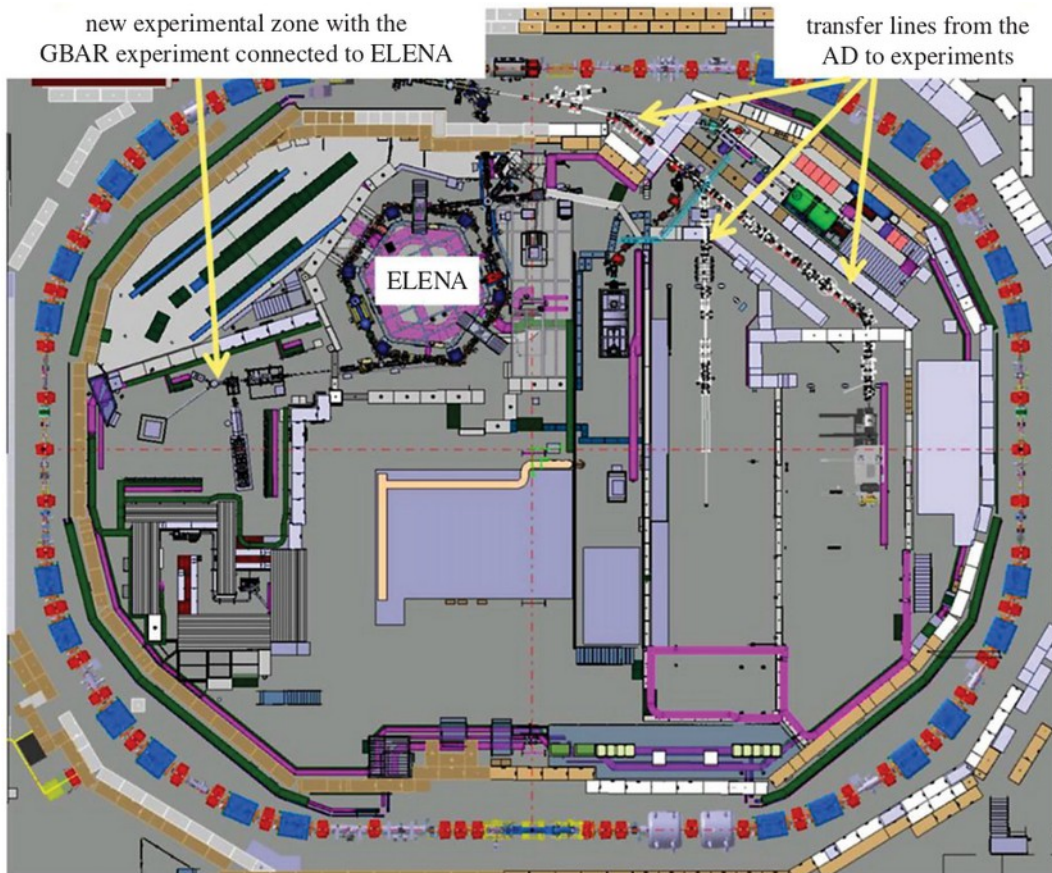 new experimental zone with the
GBAR experiment connected to ELENA
transfer lines from the
AD to experiments
ELENA